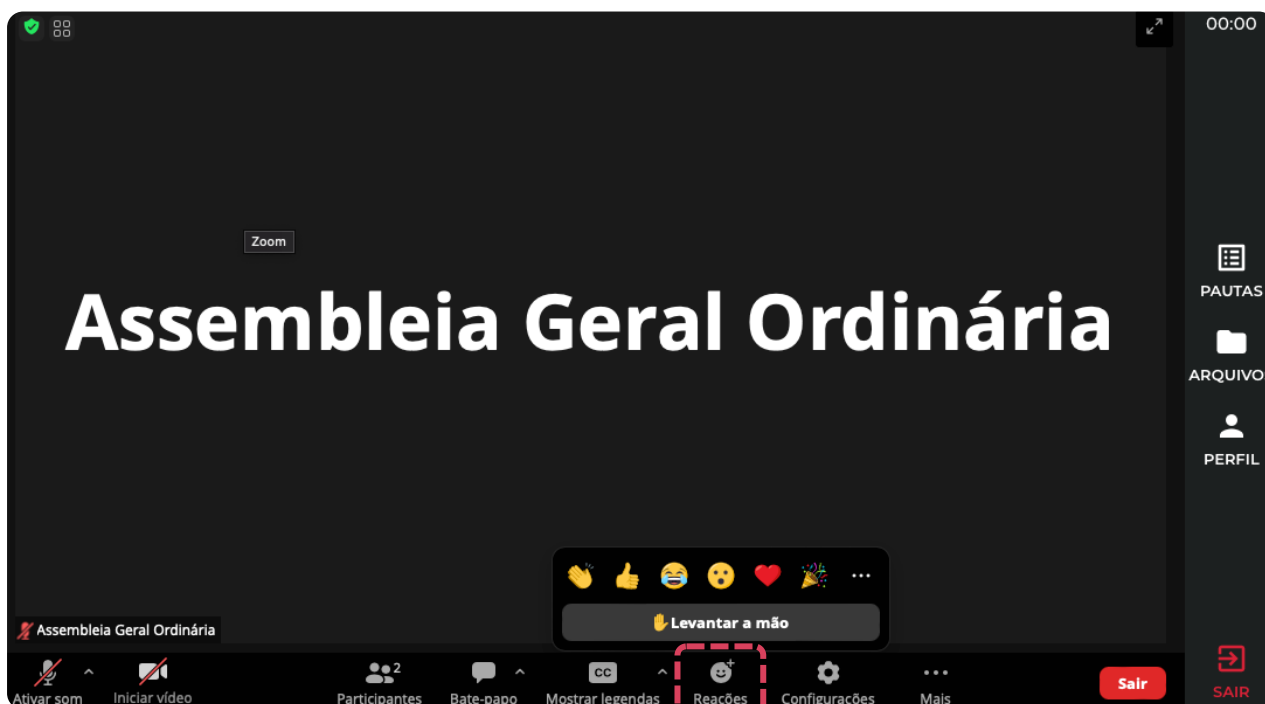 00:00
Zoom
Assembleia Geral Ordinária
PAUTAS
ARQUIVO
PERFIL
✋Levantar a mão
Assembleia Geral Ordinária
2
CC
Ativar som
Iniciar vídeo
Participantes
Bate-papo
Mostrar legendas
Reações
Configurações
Mais
Sair
SAIR